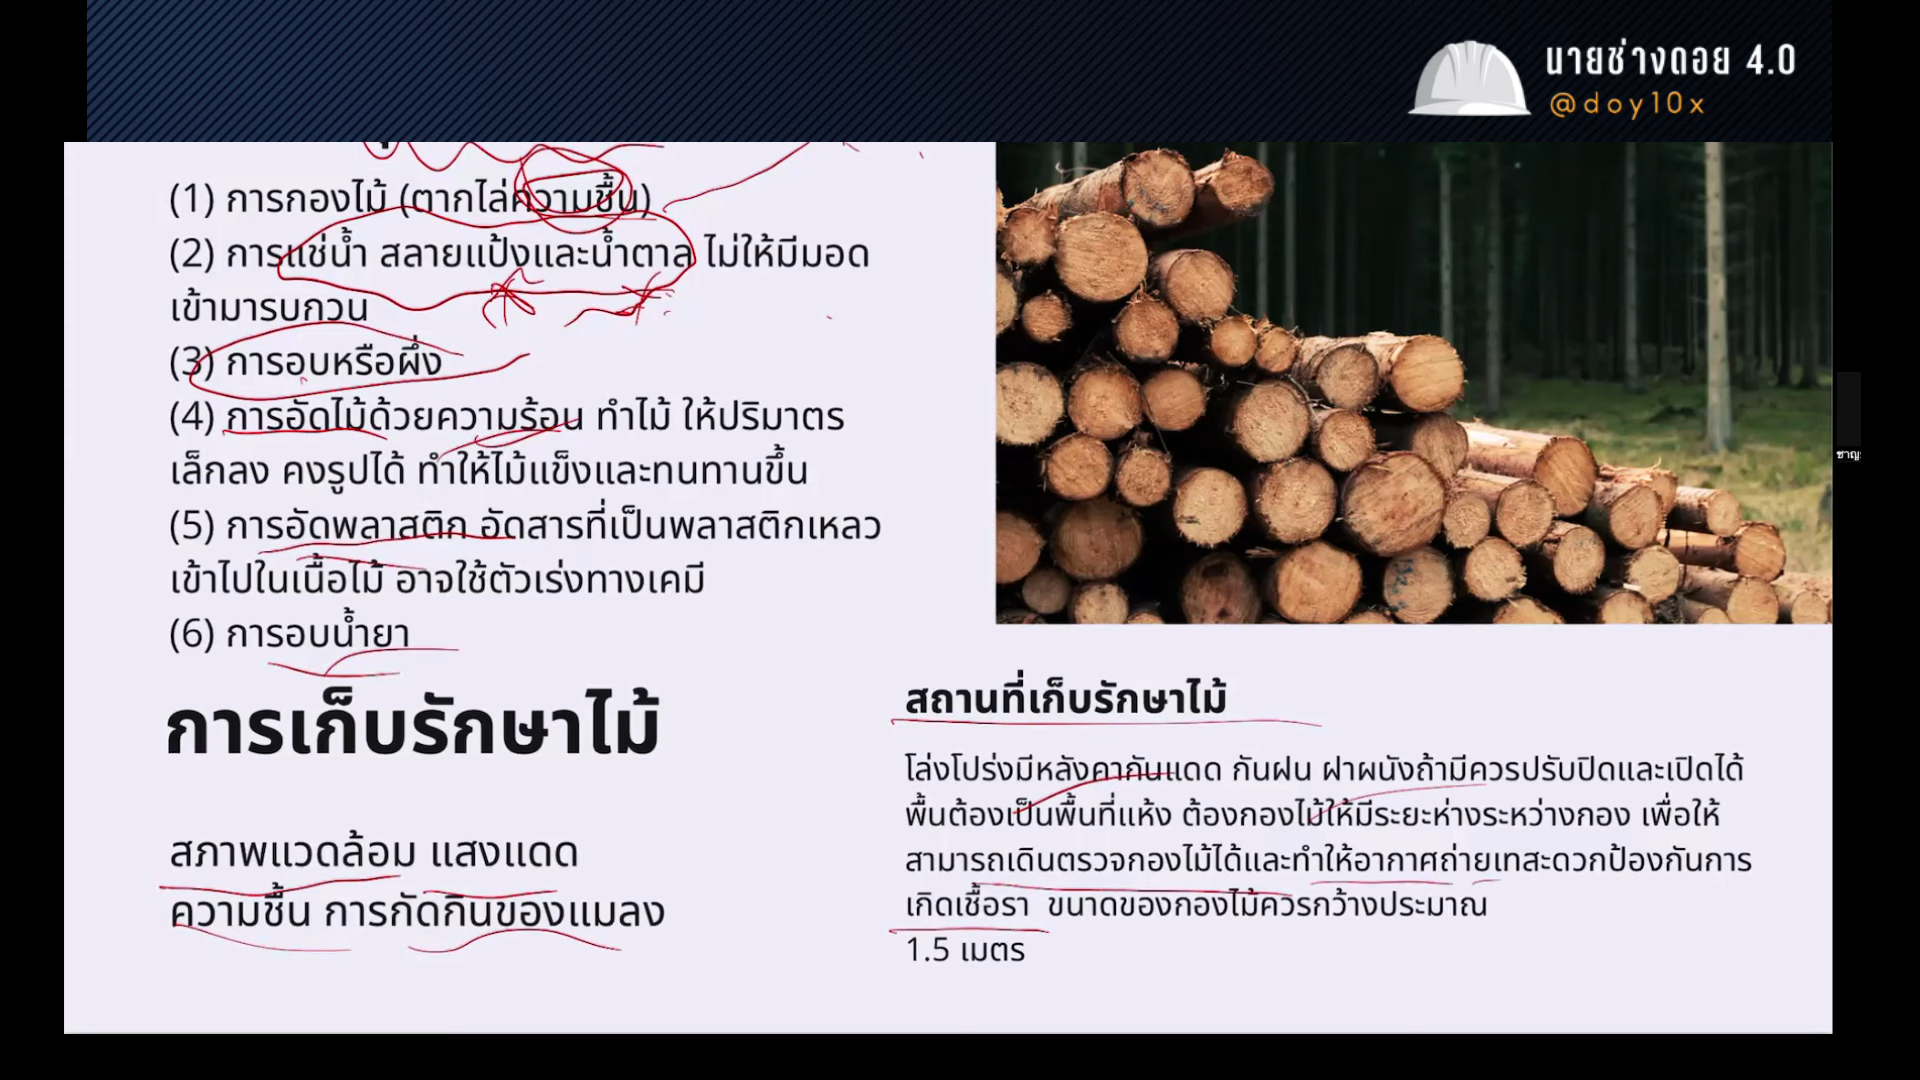 นายช่างดอย 4.0
@doy10x
(1) การกองไม้ (ตากไล่ความชื้น)
(2) การแช่น้ำ สลายแป้งและน้ำตาล ไม่ให้มีมอด
เข้ามารบกวน
(3) การอบหรือผึ่ง
(4) การอัดไม้ด้วยความร้อน ทำไม้ ให้ปริมาตร
เล็กลง คงรูปได้ ทำให้ไม้แข็งและทนทานขึ้น
(5) การอัดพลาสติก อัดสารที่เป็นพลาสติกเหลว
เข้าไปในเนื้อไม้ อาจใช้ตัวเร่งทางเคมี
(6) การอบน้ำยา
การเก็บรักษาไม้
สภาพแวดล้อม แสงแดด
ความชื้น การกัดกินของแมลง
สถานที่เก็บรักษาไม้
โล่งโปร่งมีหลังคากันแดด กันฝน ฝาผนังถ้ามีควรปรับปิดและเปิดได้
พื้นต้องเป็นพื้นที่แห้ง ต้องกองไม้ให้มีระยะห่างระหว่างกอง เพื่อให้
สามารถเดินตรวจกองไม้ได้และทำให้อากาศถ่ายเทสะดวกป้องกันการ
เกิดเชื้อรา ขนาดของกองไม้ควรกว้างประมาณ
1.5 เมตร